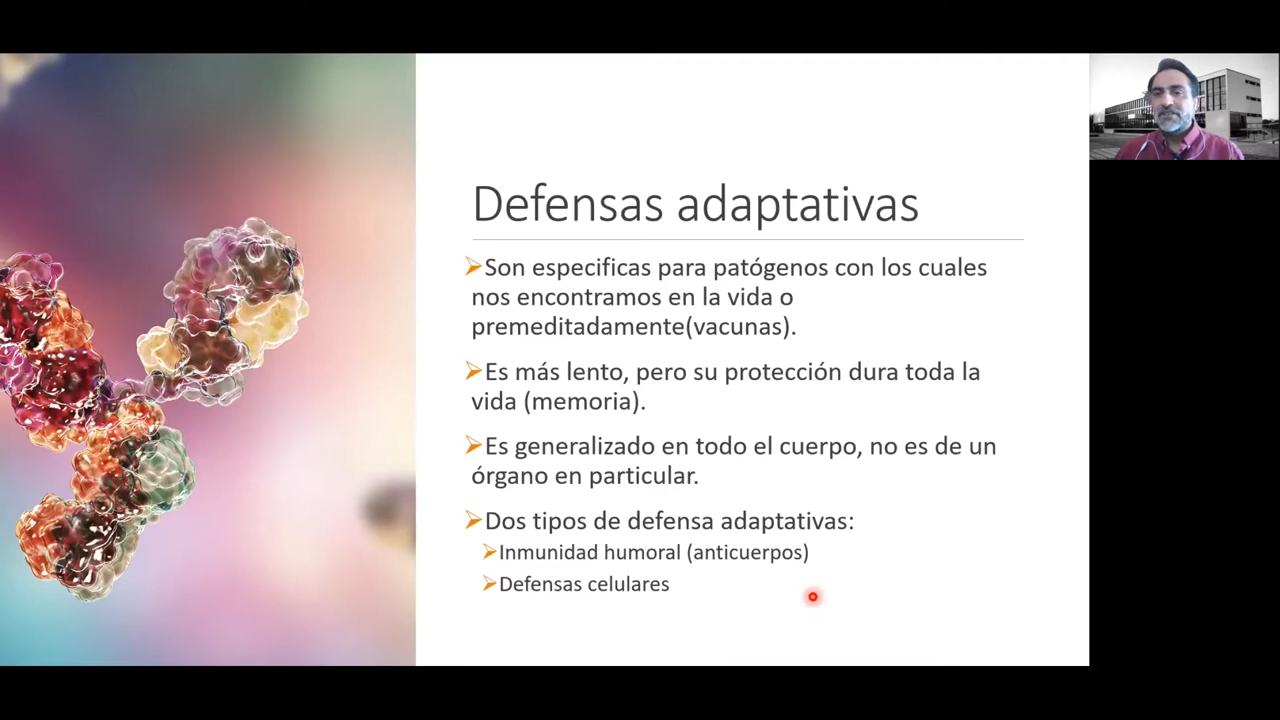 Defensas adaptativas
➢Son especificas para patógenos con los cuales
nos encontramos en la vida o
premeditadamente(vacunas).
➢Es más lento, pero su protección dura toda la
vida (memoria).
➢Es generalizado en todo el cuerpo, no es de un
órgano en particular.
➢Dos tipos de defensa adaptativas:
➢Inmunidad humoral (anticuerpos)
➢Defensas celulares